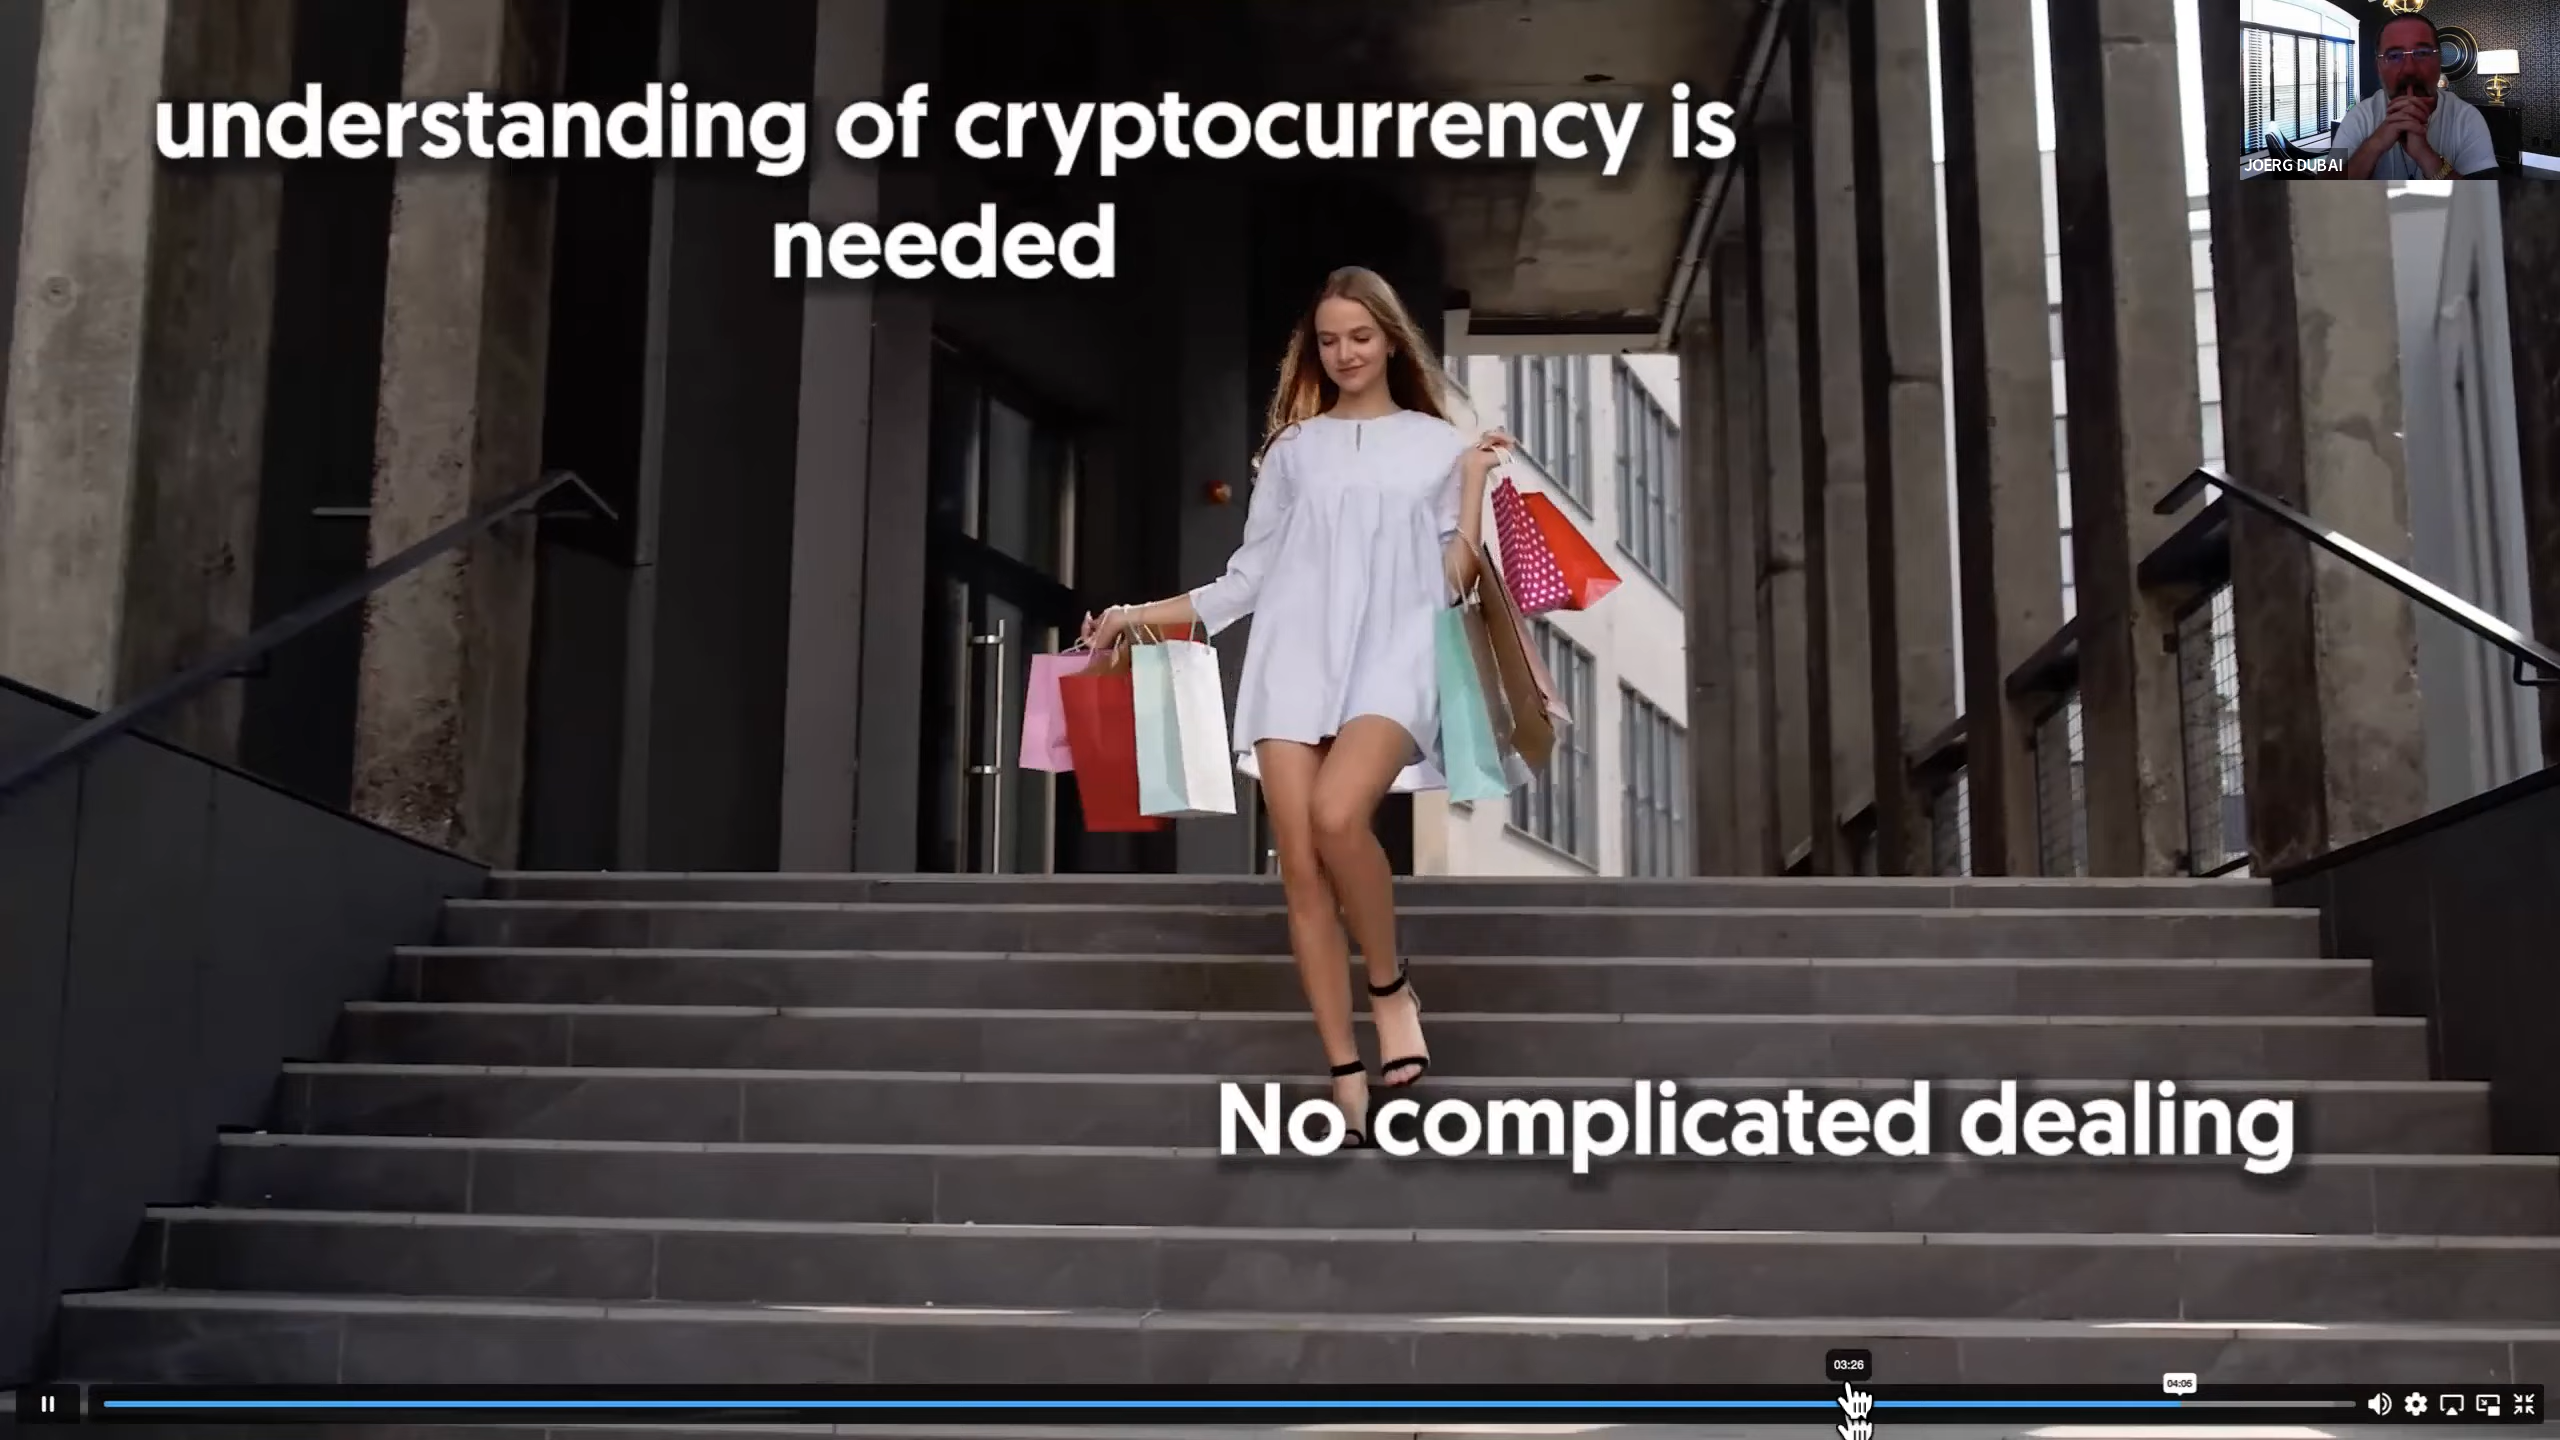 understanding of cryptocurrency is
needed
JOERG DUBAI
No complicated dealing
03:26
04:05